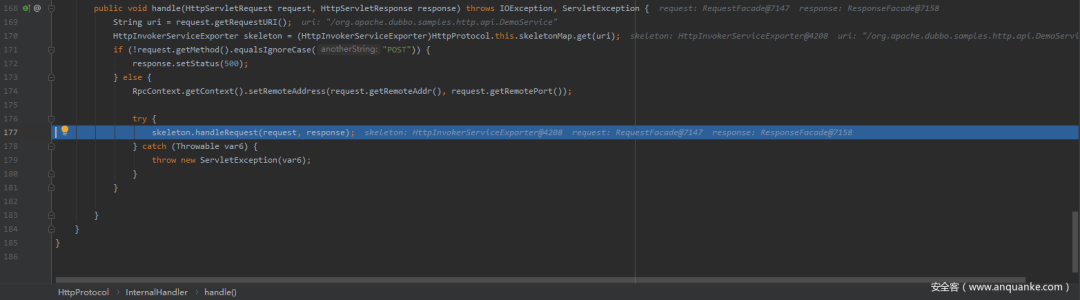 168 @ public void handle(HttpServletRequest request, HttpServletResponse response) throws IOException, ServletException { request: RequestFacade@7147 response: ResponseFacade@7158
169 String uri = request.getRequestURI(); uri: "/org.apache.dubbo.samples.http.api.DemoService"
170 HttpInvokerServiceExporter skeleton = (HttpInvokerServiceExporter)HttpProtocol.this.skeletonMap.get(uri); skeleton: HttpInvokerServiceExporter@4208 uri: "/org.apache.dubbo.samples.http.api.DemoServi
171 if (!request.getMethod().equalsIgnoreCase( anotherString: "POST")) {
172 response.setStatus(500);
173 } else {
174 RpcContext.getContext().setRemoteAddress(request.getRemoteAddr(), request.getRemotePort());
175
176 try {
177 skeleton.handleRequest(request, response); skeleton: HttpInvokerServiceExporter@4208 request: RequestFacade@7147 response: ResponseFacade@7158
178 } catch (Throwable var6) {
179 throw new ServletException(var6);
180 }
181 }
182
183 }
184 }
185 }
186
HttpProtocol › InternalHandler › handle()
安全客（www.anquanke.com）